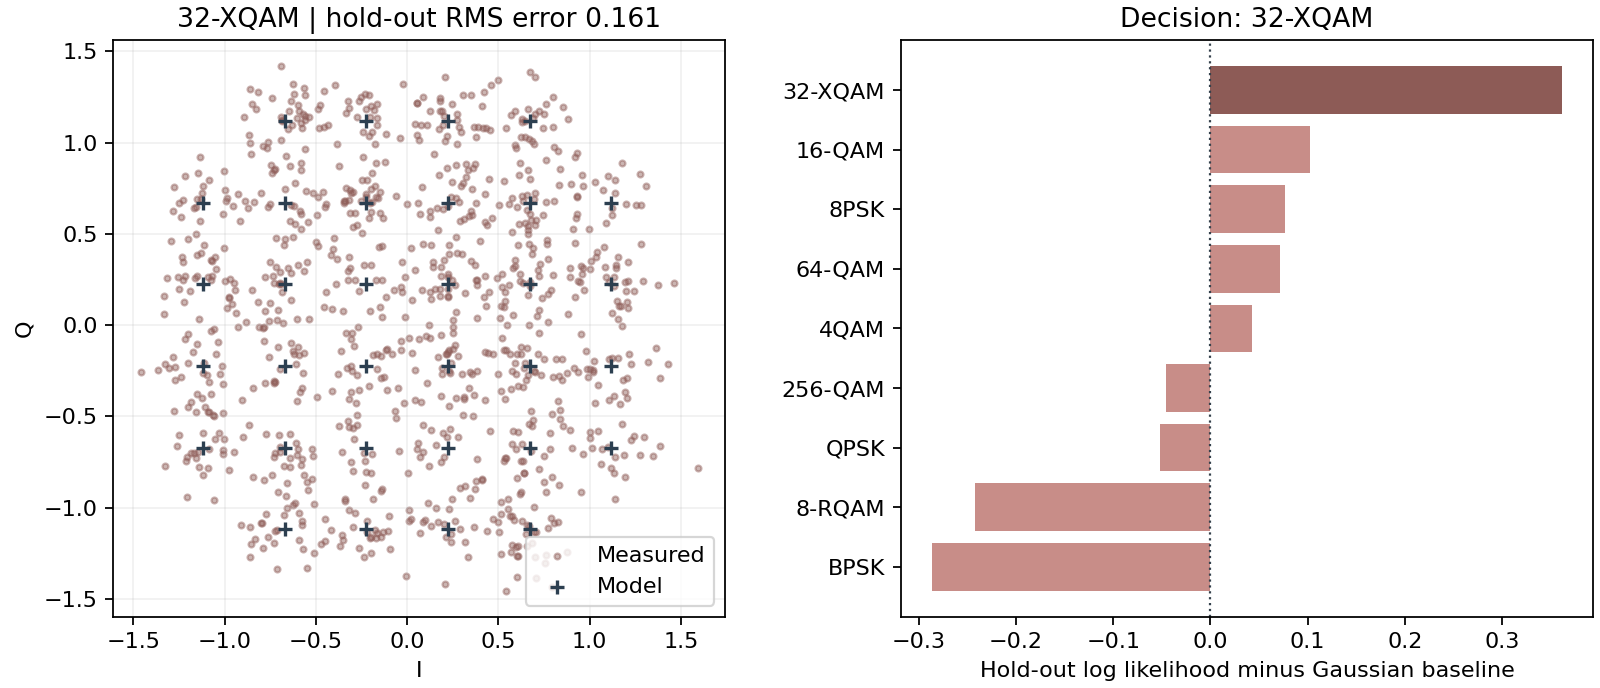 32-XQAM | hold-out RMS error 0.161
1.5
1.0
0.5
0.0
−0.5
−1.0
−1.5
Q
−1.5
−1.0
−0.5
0.0
0.5
1.0
1.5
I
Measured
Model
Decision: 32-XQAM
32-XQAM
16-QAM
8PSK
64-QAM
4QAM
256-QAM
QPSK
8-RQAM
BPSK
−0.3
−0.2
−0.1
0.0
0.1
0.2
0.3
Hold-out log likelihood minus Gaussian baseline